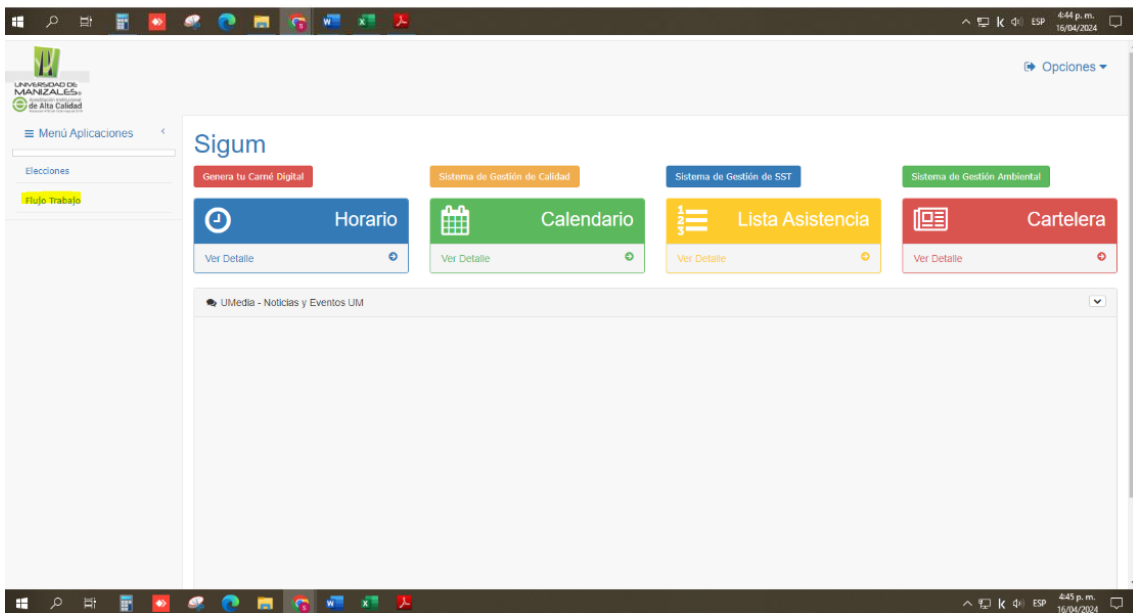 ESP
4:44 p. m.
16/04/2024
UNIVERSIDAD DE
MANIZALES
de Alta Calidad
Opciones
Menú Aplicaciones
Elecciones
Flujo Trabajo
Sigum
Genera tu Carné Digital
Sistema de Gestión de Calidad
Sistema de Gestión de SST
Sistema de Gestión Ambiental
Horario
Ver Detalle
Calendario
Ver Detalle
Lista Asistencia
Ver Detalle
Cartelera
Ver Detalle
UMedia - Noticias y Eventos UM
ESP
4:45 p. m.
16/04/2024